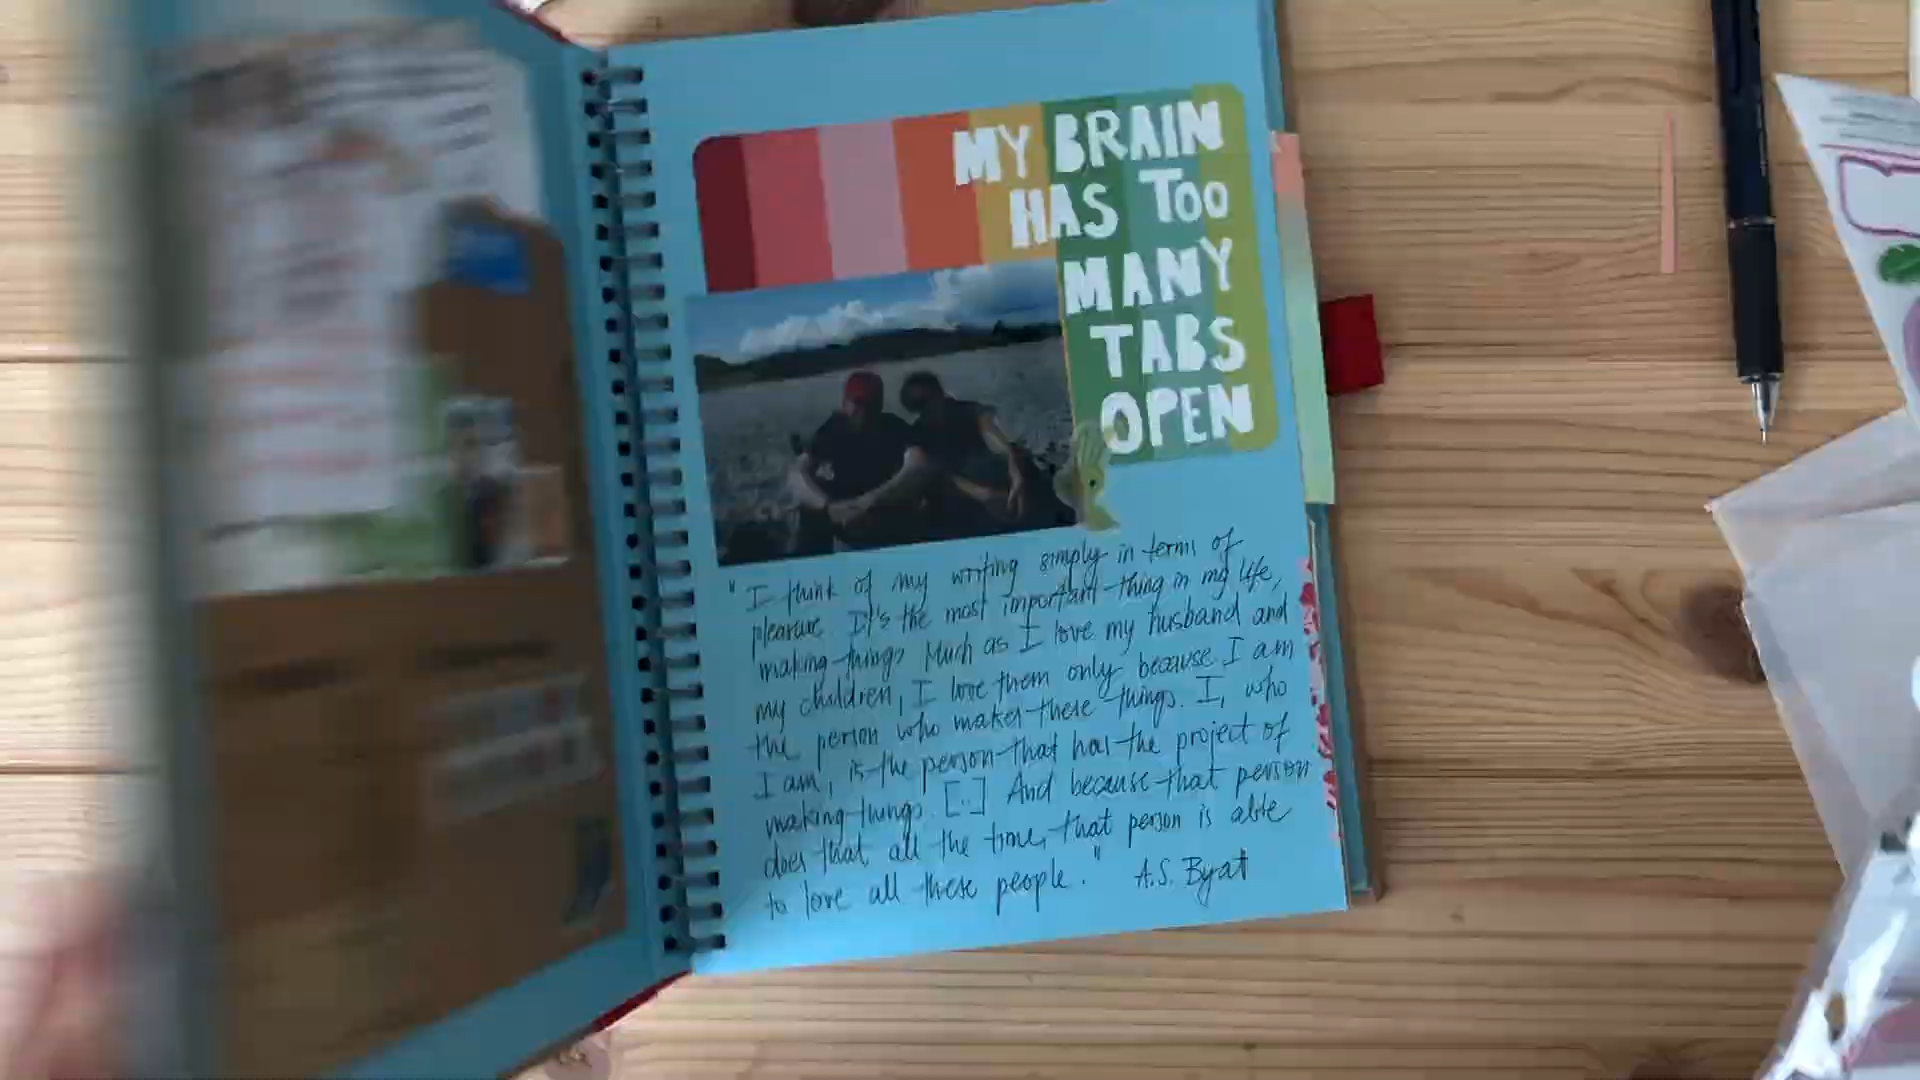 MY BRAIN
HAS TOO
MANY
TABS
OPEN
" I think of my writing simply in terms of
pleasure. It's the most important thing in my life,
making things. Much as I love my husband and
my children, I love them only because I am
the person who makes these things. I, who
I am, is the person that has the project of
making things. [..] And because that person
does that all the time, that person is able
to love all these people." A.S. Byat